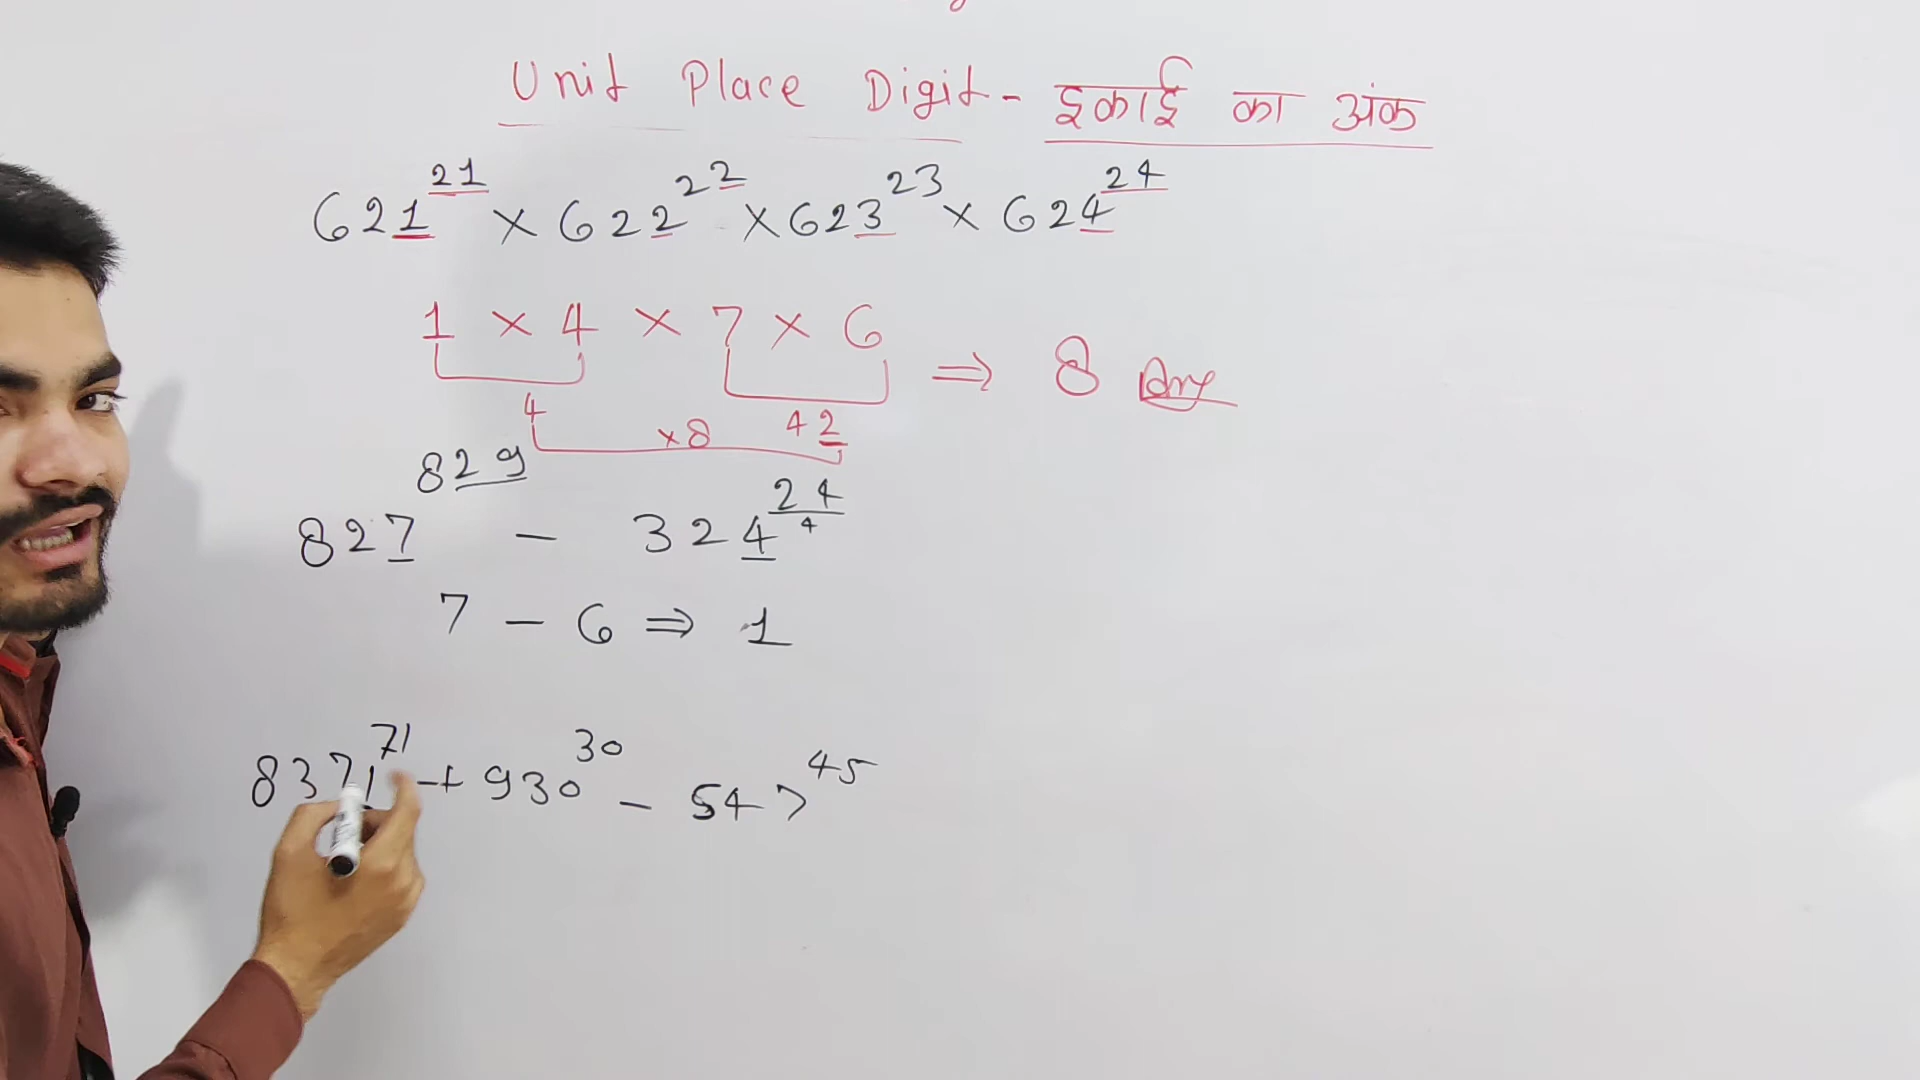 Unit Place Digit - इकाई का अंक
621^21 × 622^22 × 623^23 × 624^24
1 × 4 × 7 × 6 ⇒ 8 Ans
4 ×8 42
827^829 - 324^24/4
7 - 6 ⇒ 1
8371^71 + 930^30 - 547^45